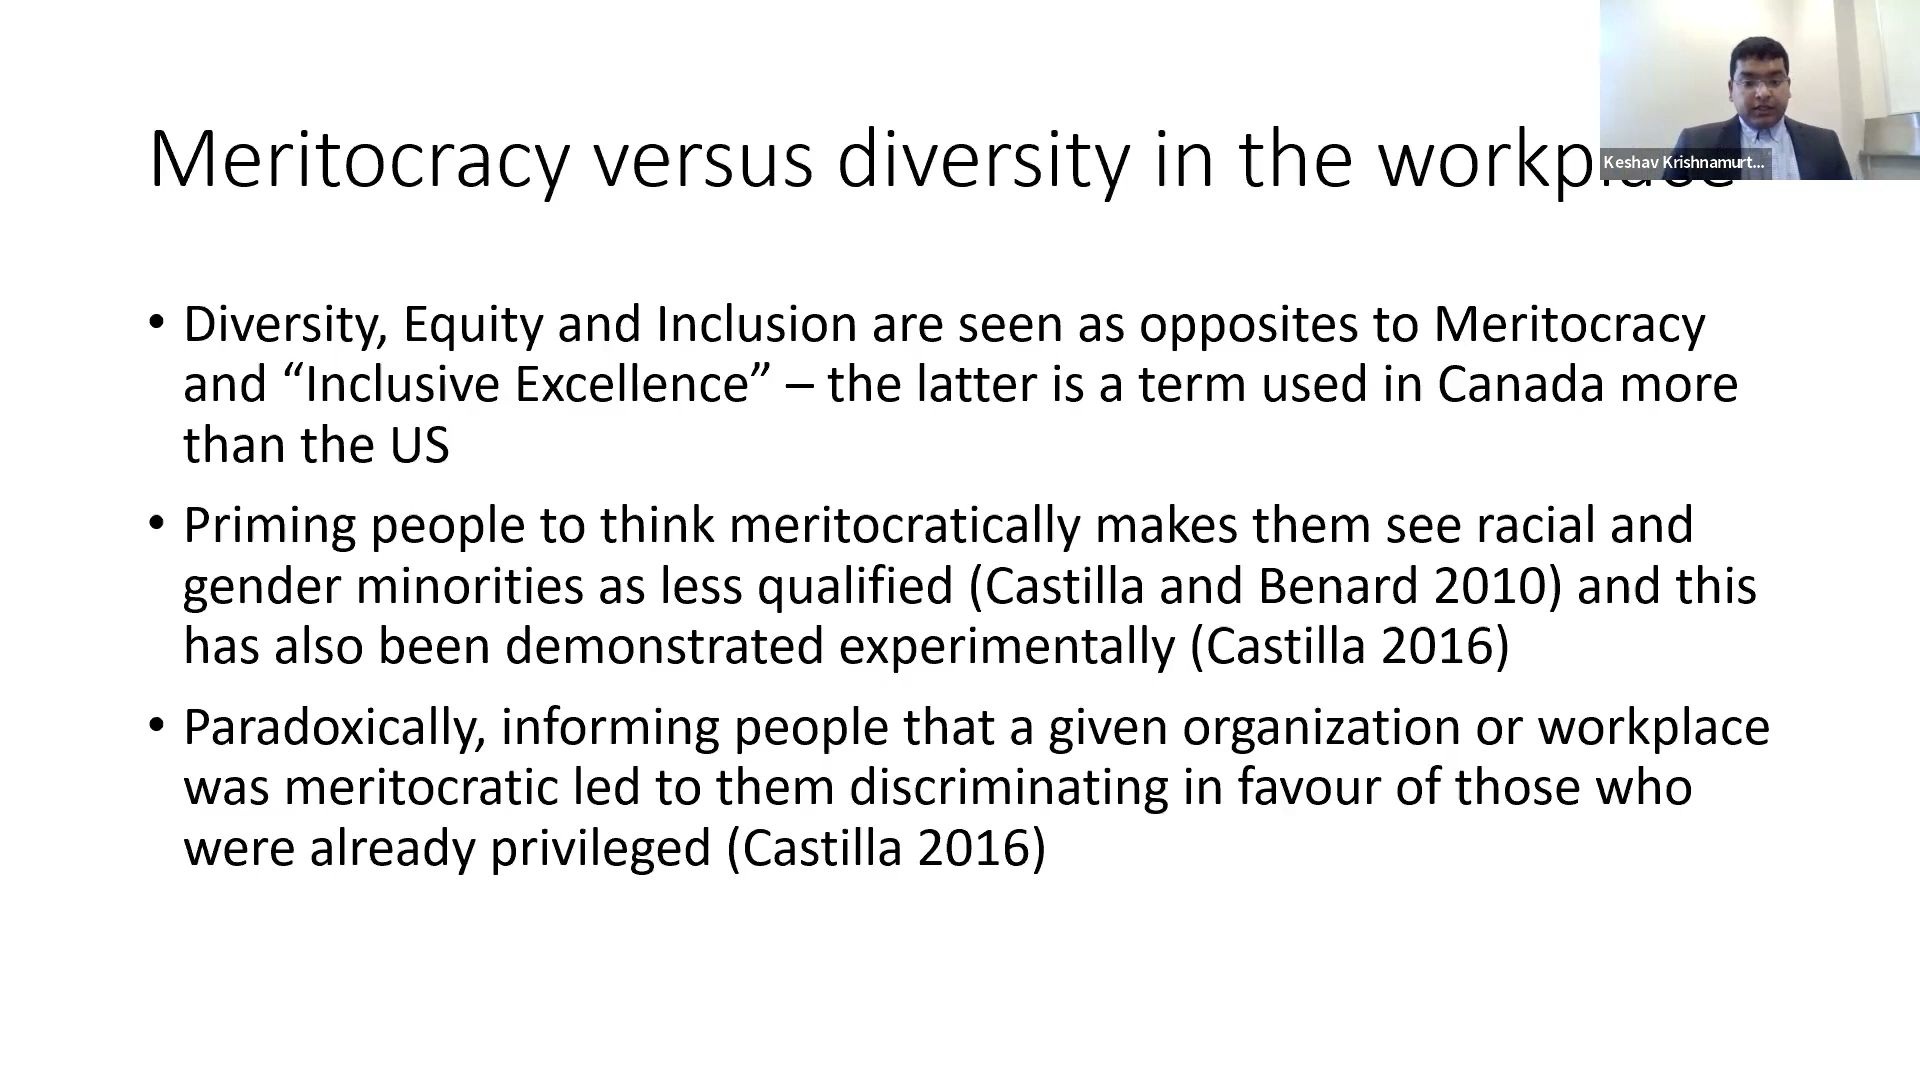 Meritocracy versus diversity in the workplace
Keshav Krishnamurt...
• Diversity, Equity and Inclusion are seen as opposites to Meritocracy
and “Inclusive Excellence” – the latter is a term used in Canada more
than the US
• Priming people to think meritocratically makes them see racial and
gender minorities as less qualified (Castilla and Benard 2010) and this
has also been demonstrated experimentally (Castilla 2016)
• Paradoxically, informing people that a given organization or workplace
was meritocratic led to them discriminating in favour of those who
were already privileged (Castilla 2016)